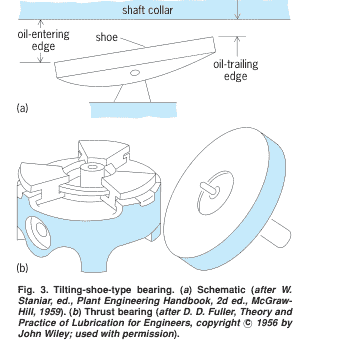 shaft collar
oil-entering
edge
shoe
oil-trailing
edge
(a)
(b)
Fig. 3. Tilting-shoe-type bearing. (a) Schematic (after W.
Staniar, ed., Plant Engineering Handbook, 2d ed., McGraw-
Hill, 1959). (b) Thrust bearing (after D. D. Fuller, Theory and
Practice of Lubrication for Engineers, copyright © 1956 by
John Wiley; used with permission).